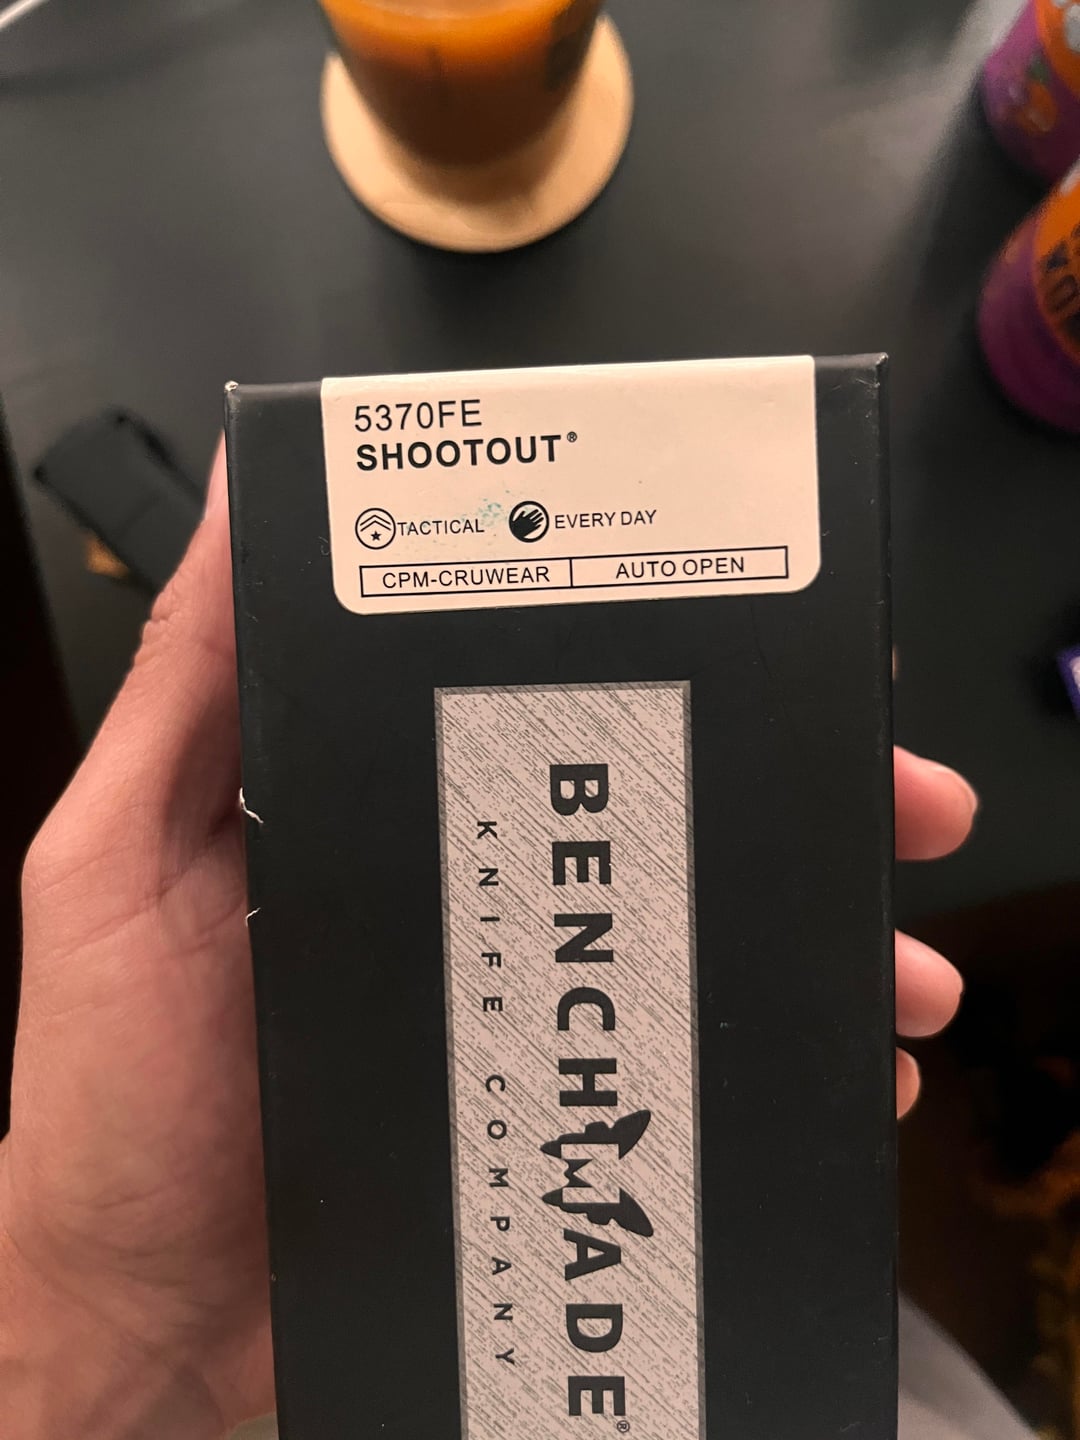 5370FE
SHOOTOUT®
TACTICAL EVERY DAY
CPM-CRUWEAR AUTO OPEN
BENCHMADE®
KNIFE COMPANY